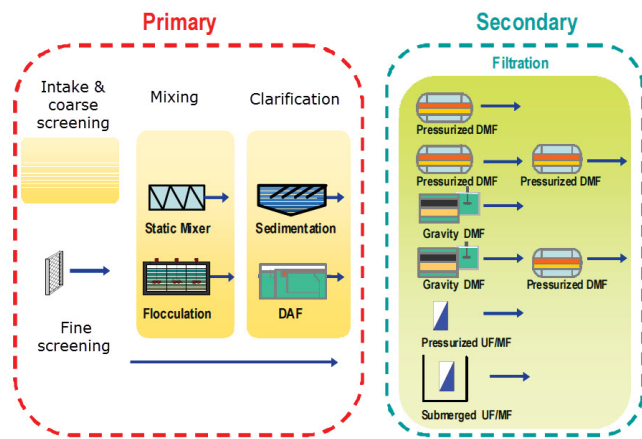 Primary
Intake &
coarse
screening
Mixing
Clarification
Static Mixer
Sedimentation
Flocculation
DAF
Fine
screening
Secondary
Filtration
Pressurized DMF
Pressurized DMF
Pressurized DMF
Gravity DMF
Gravity DMF
Pressurized DMF
Pressurized UF/MF
Submerged UF/MF